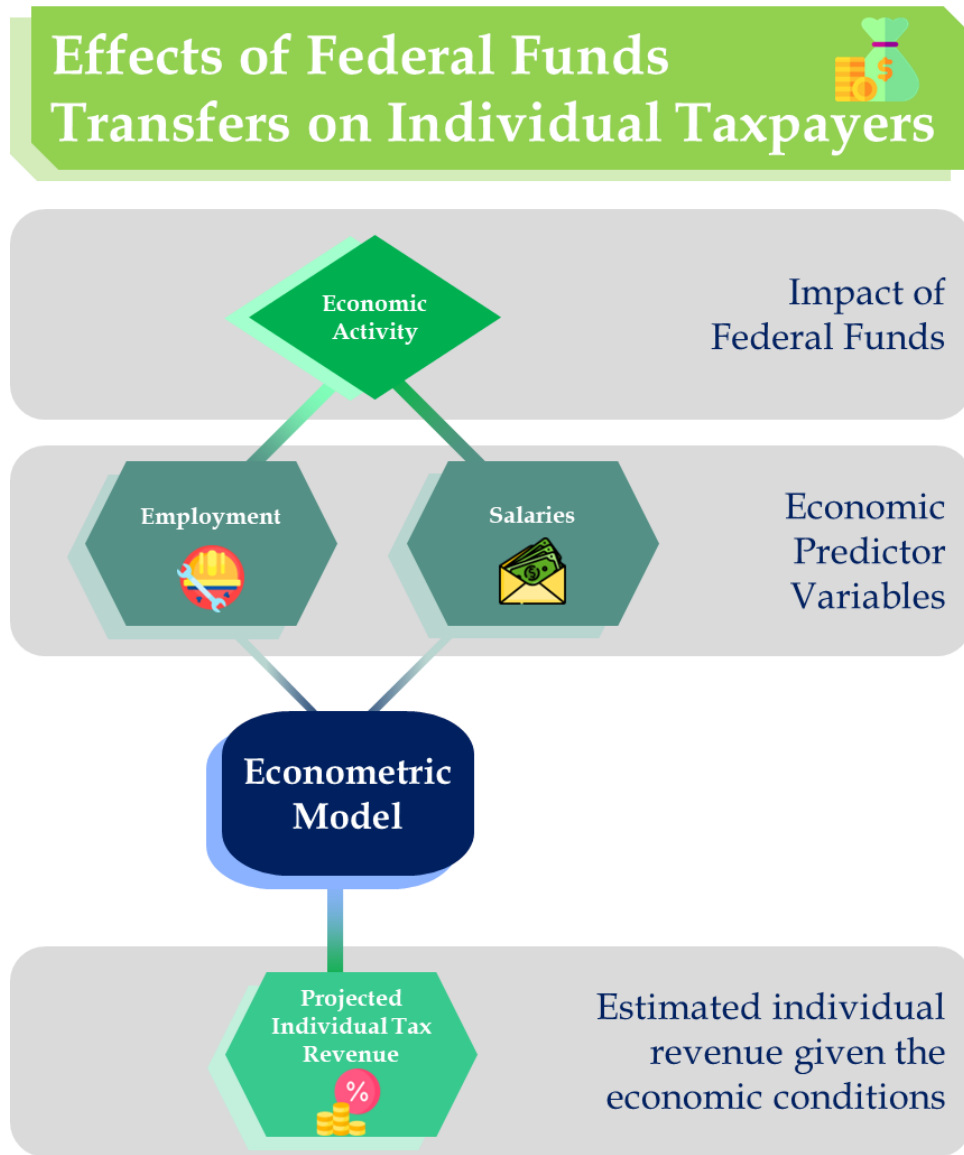 Effects of Federal Funds
Transfers on Individual Taxpayers
$
Economic
Activity
Impact of
Federal Funds
Employment
Salaries
$
Economic
Predictor
Variables
Econometric
Model
Projected
Individual Tax
Revenue
%
Estimated individual
revenue given the
economic conditions